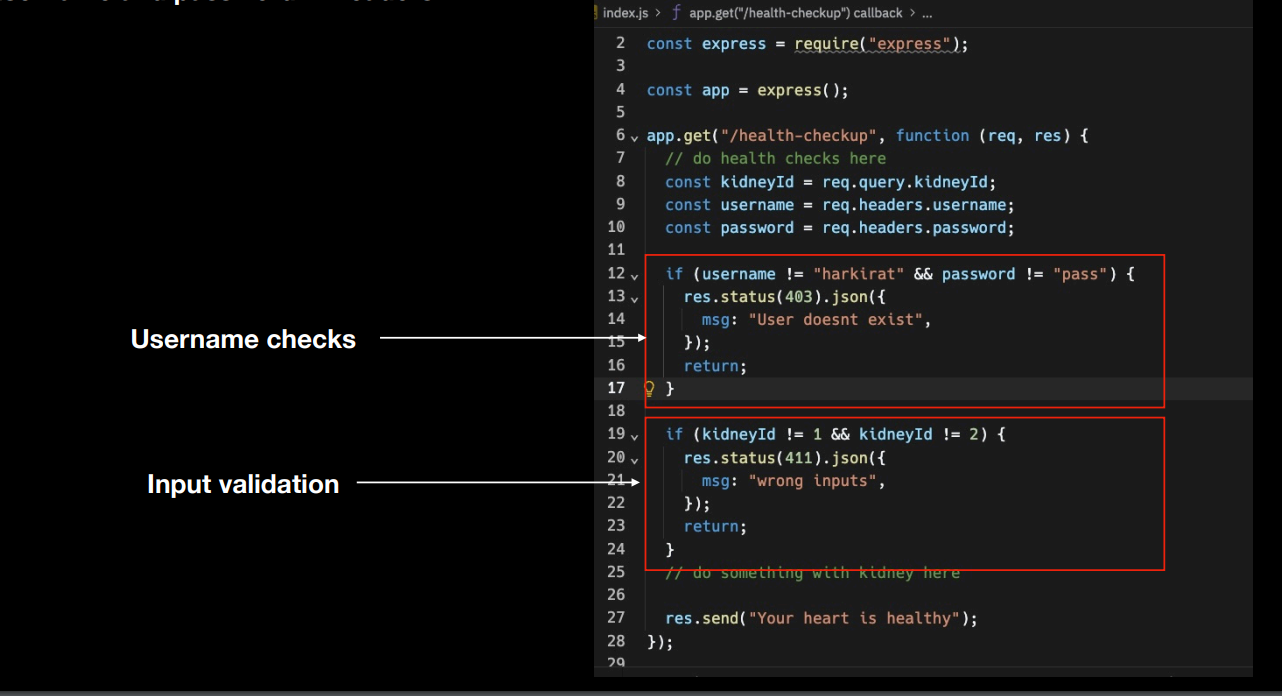 index.js > ƒ app.get("/health-checkup") callback > ...
2 const express = require("express");
3
4 const app = express();
5
6 app.get("/health-checkup", function (req, res) {
7 // do health checks here
8 const kidneyId = req.query.kidneyId;
9 const username = req.headers.username;
10 const password = req.headers.password;
11
12 if (username != "harkirat" && password != "pass") {
13 res.status(403).json({
14 msg: "User doesnt exist",
Username checks
15 });
16 return;
17 }
18
19 if (kidneyId != 1 && kidneyId != 2) {
20 res.status(411).json({
Input validation
21 msg: "wrong inputs",
22 });
23 return;
24 }
25 // do something with kidney here
26
27 res.send("Your heart is healthy");
28 });
29